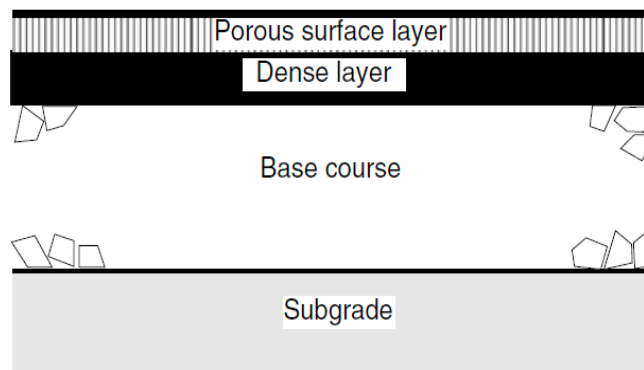 Porous surface layer
Dense layer
Base course
Subgrade